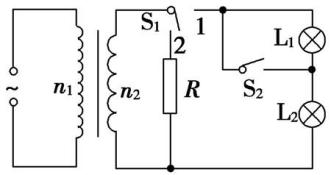 S₁ 1
2
L₁
S₂
~ n₁ n₂ R
L₂